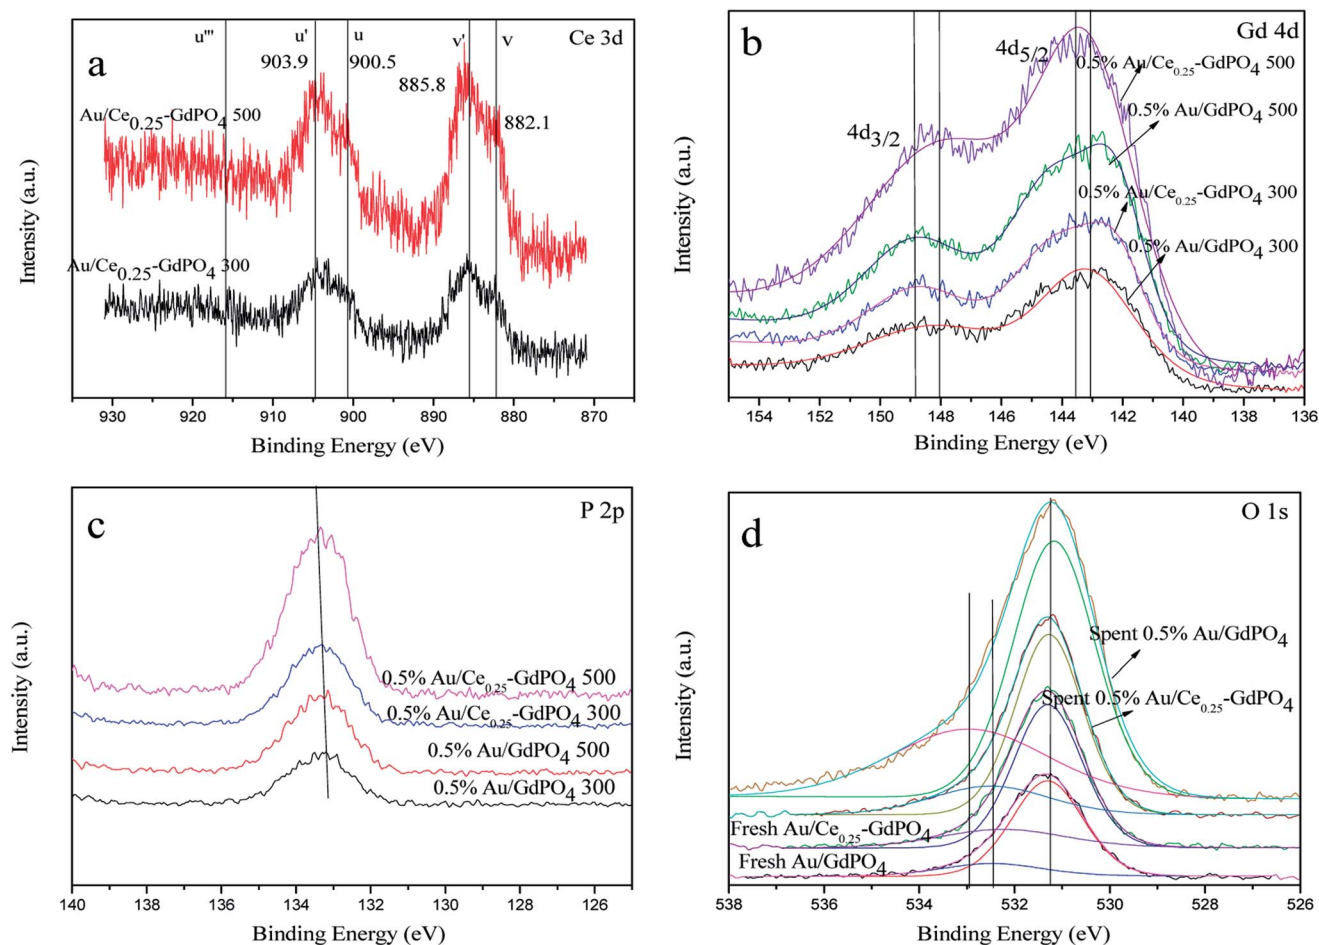 a
u'''
u'
u
v'
v
Ce 3d
903.9
900.5
885.8
882.1
Au/Ce0.25-GdPO4 500
Au/Ce0.25-GdPO4 300
Intensity (a.u.)
930 920 910 900 890 880 870
Binding Energy (eV)
b
Gd 4d
4d5/2
4d3/2
0.5% Au/Ce0.25-GdPO4 500
0.5% Au/GdPO4 500
0.5% Au/Ce0.25-GdPO4 300
0.5% Au/GdPO4 300
Intensity (a.u.)
154 152 150 148 146 144 142 140 138 136
Binding Energy (eV)
c
P 2p
0.5% Au/Ce0.25-GdPO4 500
0.5% Au/Ce0.25-GdPO4 300
0.5% Au/GdPO4 500
0.5% Au/GdPO4 300
Intensity (a.u.)
140 138 136 134 132 130 128 126
Binding Energy (eV)
d
O 1s
Spent 0.5% Au/GdPO4
Spent 0.5% Au/Ce0.25-GdPO4
Fresh Au/Ce0.25-GdPO4
Fresh Au/GdPO4
Intensity (a.u.)
538 536 534 532 530 528 526
Binding Energy (eV)